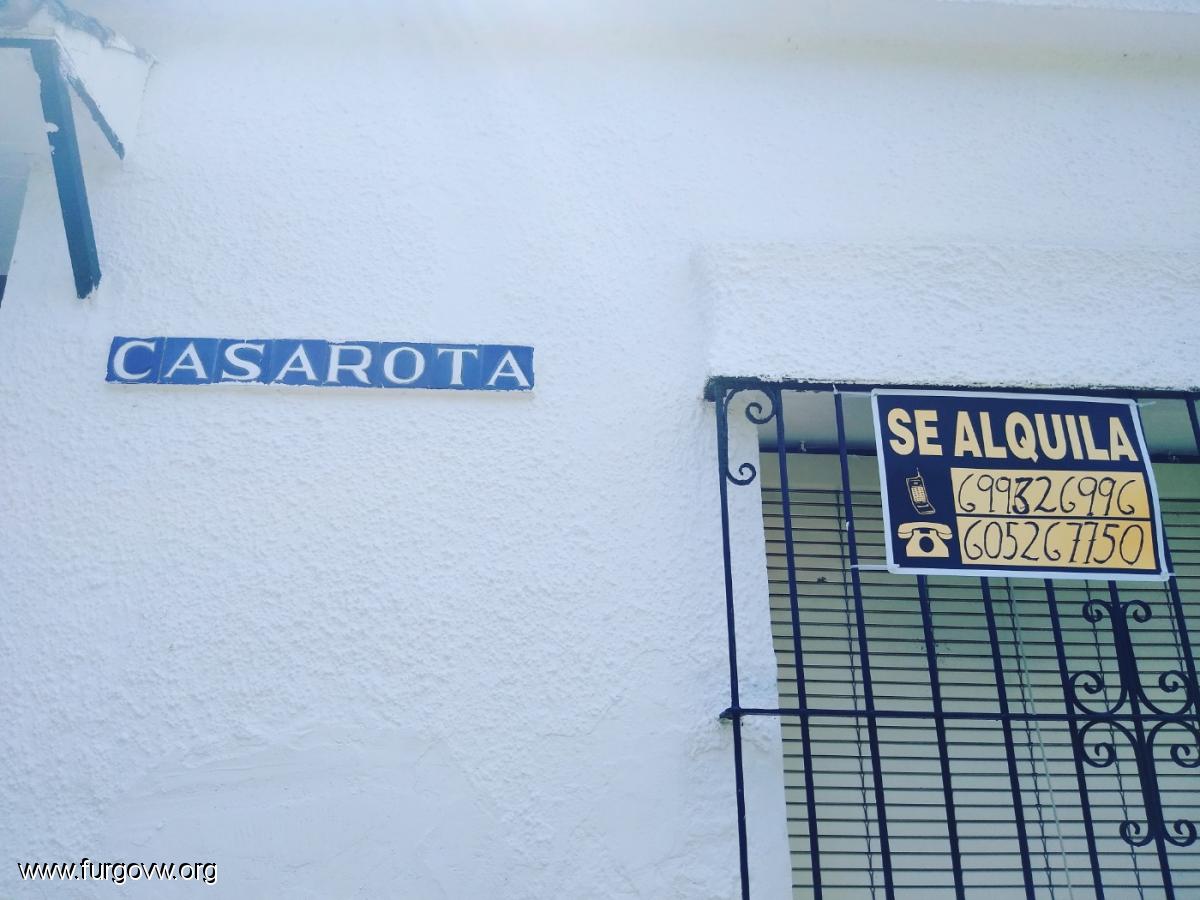 CASAROTA
SE ALQUILA
699326996
605267750
www.furgovw.org